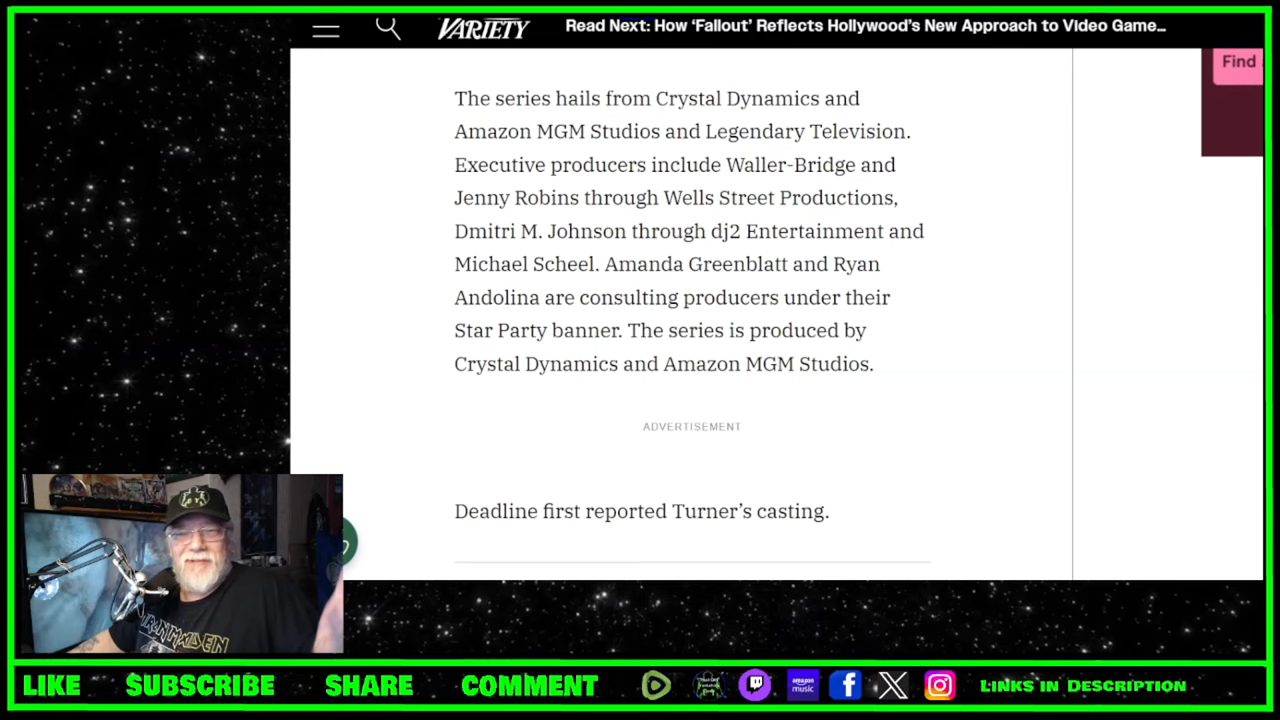 VARIETY
Read Next: How ‘Fallout’ Reflects Hollywood’s New Approach to Video Game…
Find
The series hails from Crystal Dynamics and
Amazon MGM Studios and Legendary Television.
Executive producers include Waller-Bridge and
Jenny Robins through Wells Street Productions,
Dmitri M. Johnson through dj2 Entertainment and
Michael Scheel. Amanda Greenblatt and Ryan
Andolina are consulting producers under their
Star Party banner. The series is produced by
Crystal Dynamics and Amazon MGM Studios.
ADVERTISEMENT
Deadline first reported Turner’s casting.
IRON MAIDEN
LIKE
SUBSCRIBE
SHARE
COMMENT
amazon
music
LINKS IN DESCRIPTION